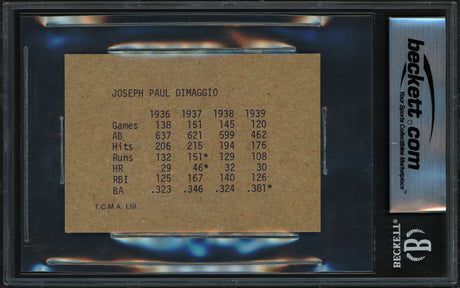 JOSEPH PAUL DIMAGGIO
1936 1937 1938 1939
Games 138 151 145 120
AB 637 621 599 462
Hits 206 215 194 176
Runs 132 151* 129 108
HR 29 46* 32 30
RBI 125 167 140 126
BA .323 .346 .324 .381*
T.C.M.A. Ltd.
beckett.com
Your Sports Collectibles Marketplace™
B
BECKETT